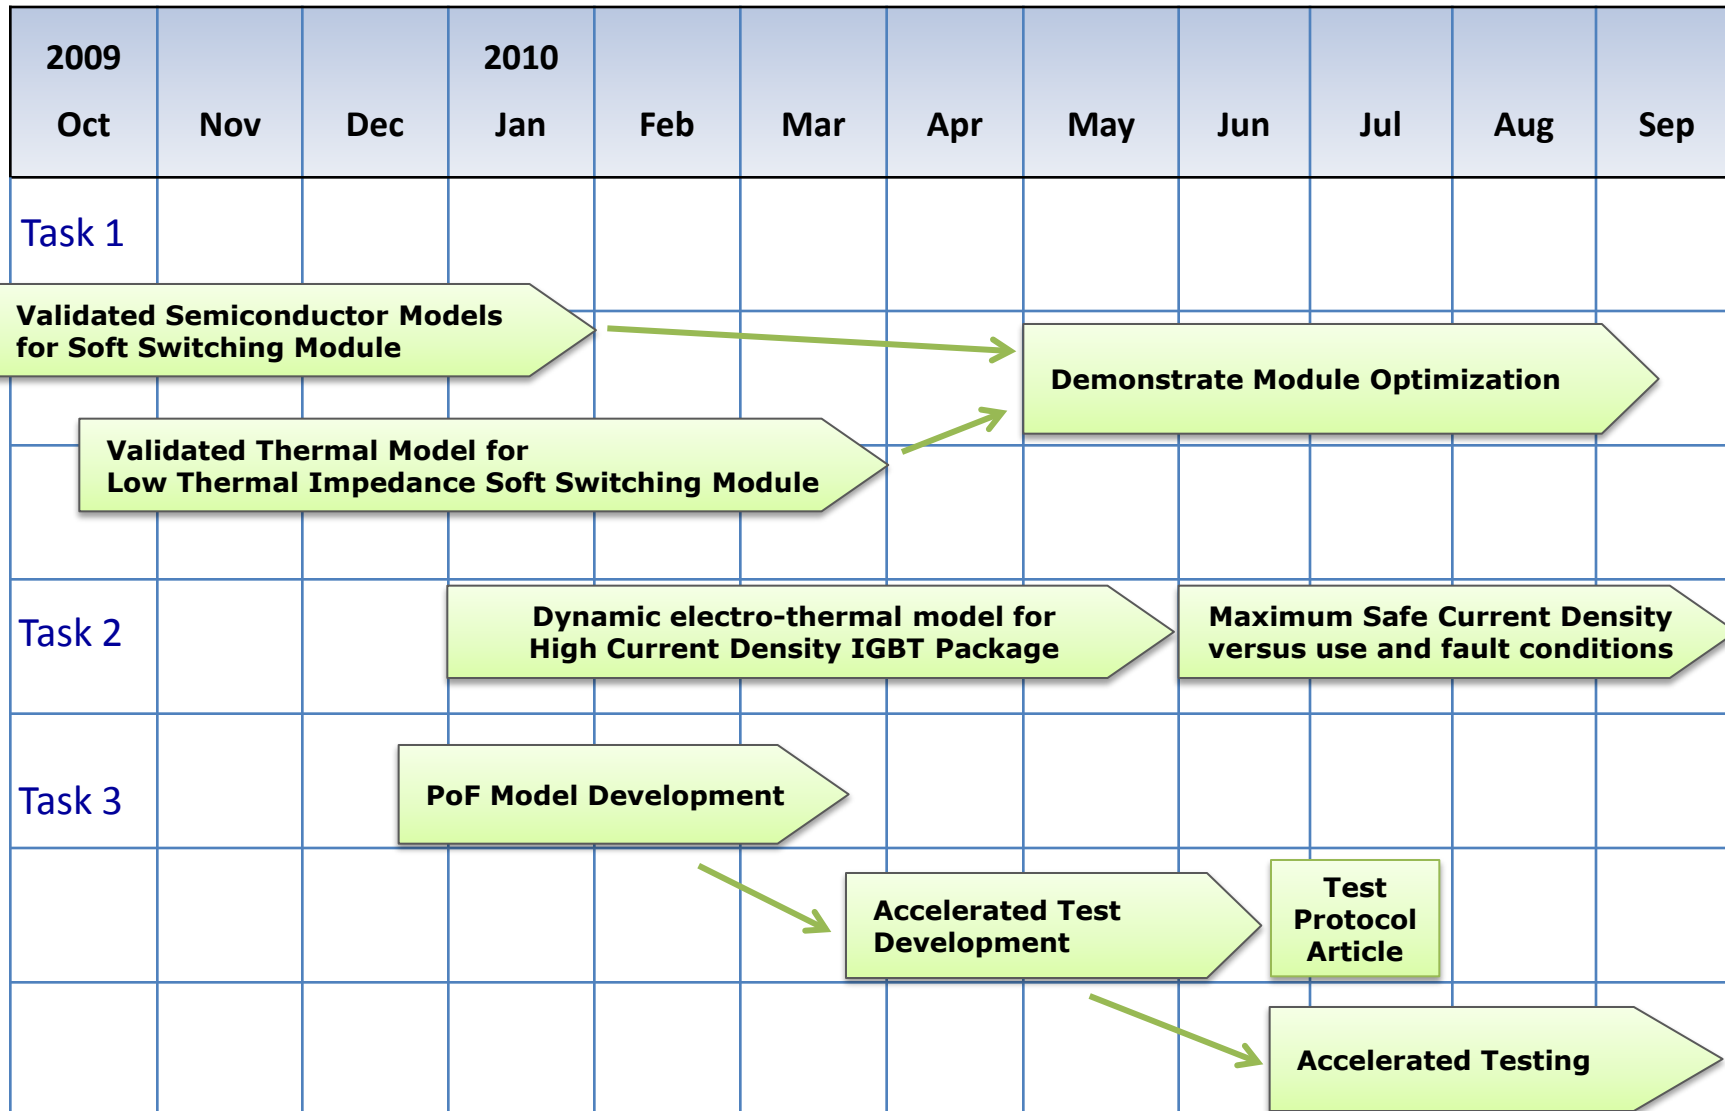 2009
2010
Oct
Nov
Dec
Jan
Feb
Mar
Apr
May
Jun
Jul
Aug
Sep
Task 1
Validated Semiconductor Models
for Soft Switching Module
Demonstrate Module Optimization
Validated Thermal Model for
Low Thermal Impedance Soft Switching Module
Task 2
Dynamic electro-thermal model for
High Current Density IGBT Package
Maximum Safe Current Density
versus use and fault conditions
Task 3
PoF Model Development
Accelerated Test
Development
Test
Protocol
Article
Accelerated Testing